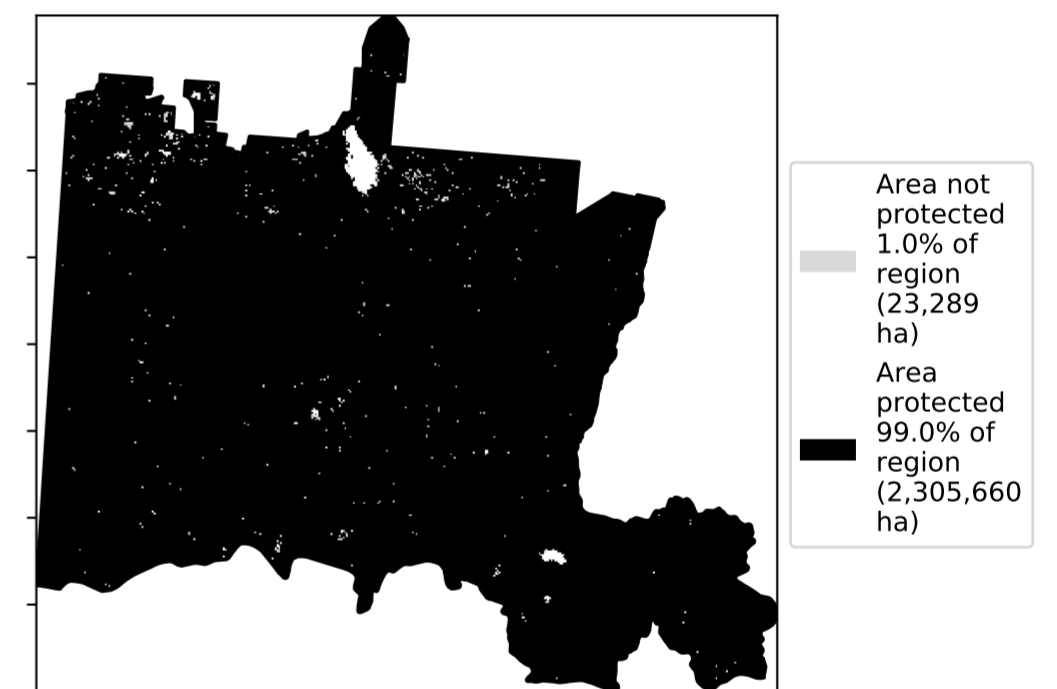 Area not
protected
1.0% of
region
(23,289
ha)
Area
protected
99.0% of
region
(2,305,660
ha)